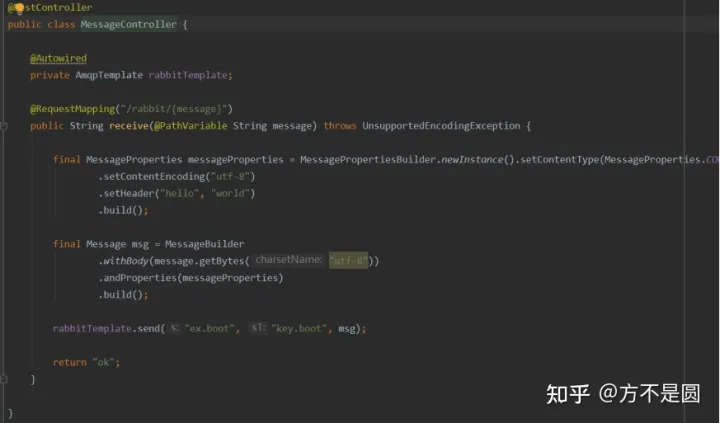 @RestController
public class MessageController {
@Autowired
private AmqpTemplate rabbitTemplate;
@RequestMapping("/rabbit/{message}")
public String receive(@PathVariable String message) throws UnsupportedEncodingException {
final MessageProperties messageProperties = MessagePropertiesBuilder.newInstance().setContentType(MessageProperties.CO
.setContentEncoding("utf-8")
.setHeader("hello", "world")
.build();
final Message msg = MessageBuilder
.withBody(message.getBytes( charsetName: "utf-8"))
.andProperties(messageProperties)
.build();
rabbitTemplate.send( s: "ex.boot", s1: "key.boot", msg);
return "ok";
}
}
知乎 @方不是圆